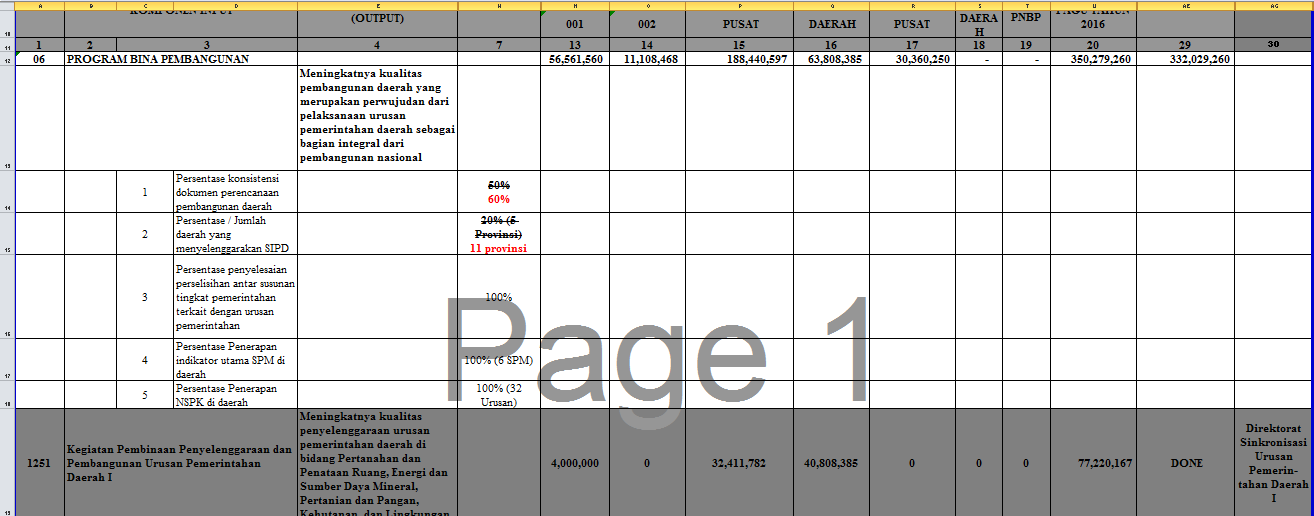 A B C D E N H O P Q R S T U AE AG
KOMPONEN INPUT
(OUTPUT)
001
002
PUSAT
DAERAH
PUSAT
DAERA
H
PNBP
PAGU TAHUN
2016
10
11 1 2 3 4 7 13 14 15 16 17 18 19 20 29 30
12 06 PROGRAM BINA PEMBANGUNAN 56,561,560 11,108,468 188,440,597 63,808,385 30,360,250 - - 350,279,260 332,029,260
Meningkatnya kualitas
pembangunan daerah yang
merupakan perwujudan dari
pelaksanaan urusan
pemerintahan daerah sebagai
bagian integral dari
pembangunan nasional
13
1
Persentase konsistensi
dokumen perencanaan
pembangunan daerah
50%
60%
14
2
Persentase / Jumlah
daerah yang
menyelenggarakan SIPD
20% (5
Provinsi)
11 provinsi
15
3
Persentase penyelesaian
perselisihan antar susunan
tingkat pemerintahan
terkait dengan urusan
pemerintahan
100%
16
4
Persentase Penerapan
indikator utama SPM di
daerah
100% (6 SPM)
17
5
Persentase Penerapan
NSPK di daerah
100% (32
Urusan)
18
Page 1
1251
Kegiatan Pembinaan Penyelenggaraan dan
Pembangunan Urusan Pemerintahan
Daerah I
Meningkatnya kualitas
penyelenggaraan urusan
pemerintahan daerah di
bidang Pertanahan dan
Penataan Ruang, Energi dan
Sumber Daya Mineral,
Pertanian dan Pangan,
Kehutanan, dan Lingkungan
4,000,000 0 32,411,782 40,808,385 0 0 0 77,220,167 DONE
Direktorat
Sinkronisasi
Urusan
Pemerin-
tahan Daerah
I
19